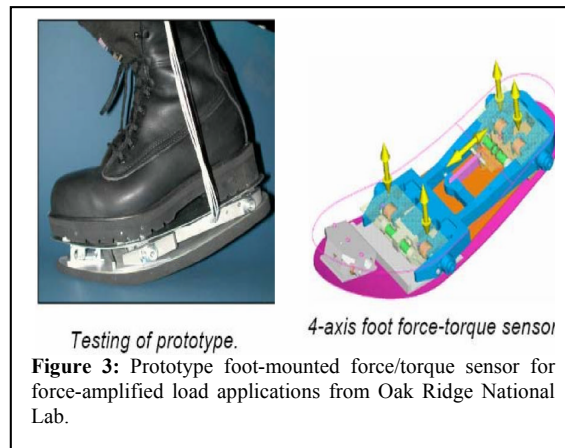 Testing of prototype.
4-axis foot force-torque sensor
Figure 3: Prototype foot-mounted force/torque sensor for
force-amplified load applications from Oak Ridge National
Lab.